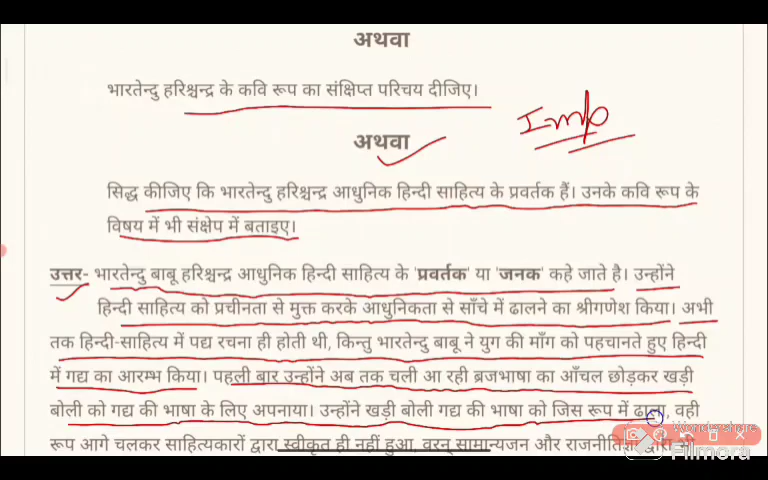 अथवा
भारतेन्दु हरिश्चन्द्र के कवि रूप का संक्षिप्त परिचय दीजिए।
Imp
अथवा
सिद्ध कीजिए कि भारतेन्दु हरिश्चन्द्र आधुनिक हिन्दी साहित्य के प्रवर्तक हैं। उनके कवि रूप के
विषय में भी संक्षेप में बताइए।
उत्तर- भारतेन्दु बाबू हरिश्चन्द्र आधुनिक हिन्दी साहित्य के 'प्रवर्तक' या 'जनक' कहे जाते है। उन्होंने
हिन्दी साहित्य को प्रचीनता से मुक्त करके आधुनिकता से साँचे में ढालने का श्रीगणेश किया। अभी
तक हिन्दी-साहित्य में पद्य रचना ही होती थी, किन्तु भारतेन्दु बाबू ने युग की माँग को पहचानते हुए हिन्दी
में गद्य का आरम्भ किया। पहली बार उन्होंने अब तक चली आ रही ब्रजभाषा का आँचल छोड़कर खड़ी
बोली को गद्य की भाषा के लिए अपनाया। उन्होंने खड़ी बोली गद्य की भाषा को जिस रूप में वही
रूप आगे चलकर साहित्यकारों द्वारा स्वीकृत ही नहीं हुआ, वरन् सामान्यजन और
Wondershare
Filmora